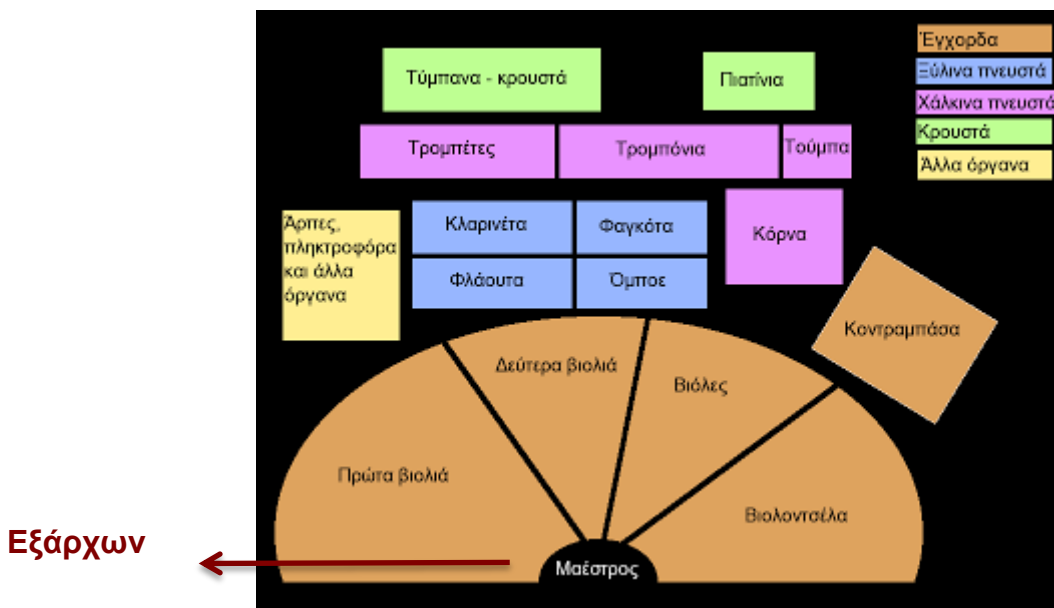 Έγχορδα
Ξύλινα πνευστά
Χάλκινα πνευστά
Κρουστά
Άλλα όργανα
Τύμπανα - κρουστά
Πιατίνια
Τρομπέτες
Τρομπόνια
Τούμπα
Άρπες,
πληκτροφόρα
και άλλα
όργανα
Κλαρινέτα
Φαγκότα
Κόρνα
Φλάουτα
Όμποε
Κοντραμπάσα
Δεύτερα βιολιά
Βιόλες
Πρώτα βιολιά
Βιολοντσέλα
Εξάρχων
Μαέστρος